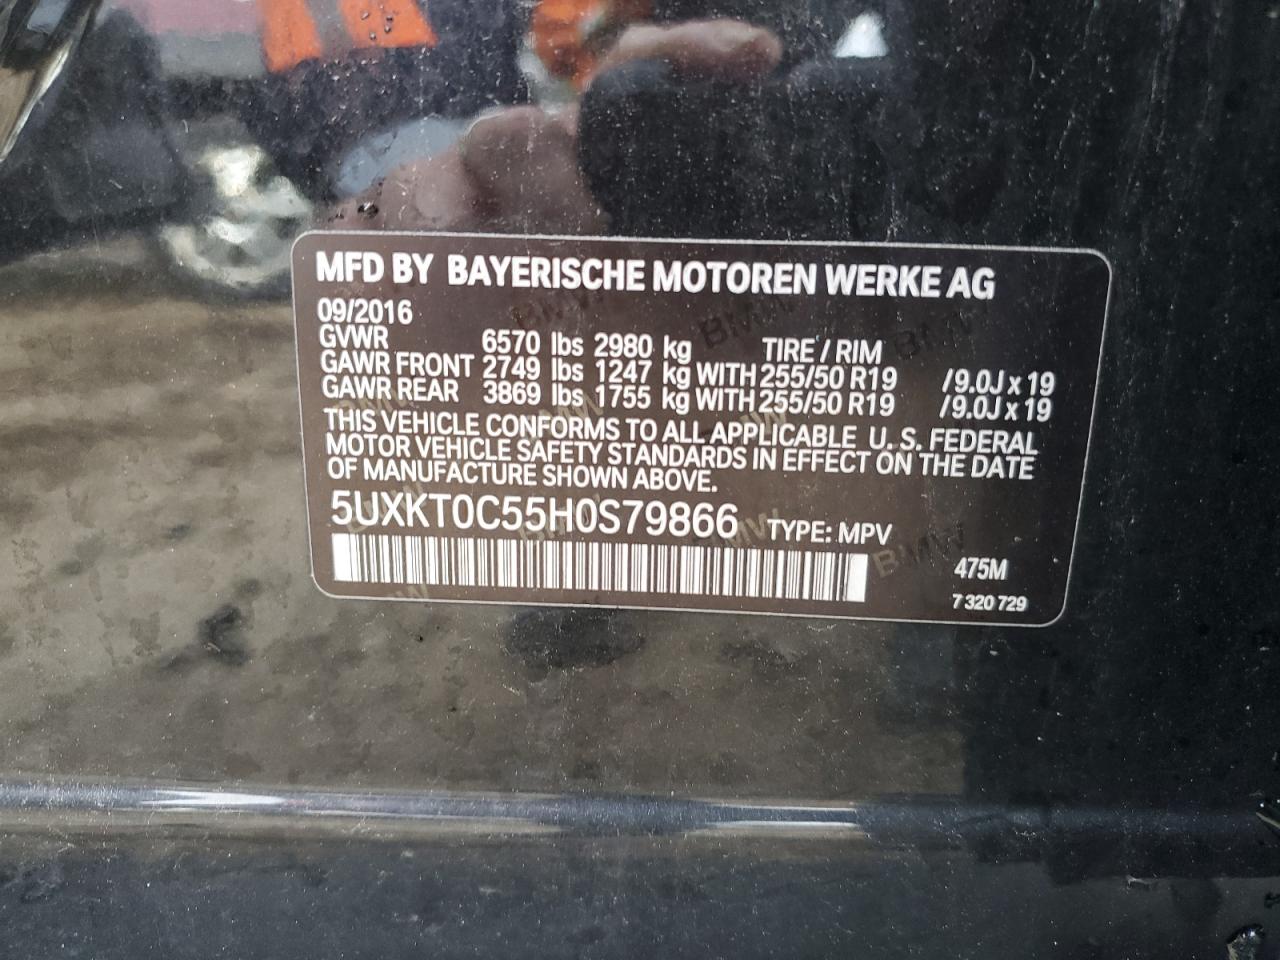 MFD BY BAYERISCHE MOTOREN WERKE AG
09/2016
GVWR 6570 lbs 2980 kg TIRE / RIM
GAWR FRONT 2749 lbs 1247 kg WITH 255/50 R19 /9.0J x 19
GAWR REAR 3869 lbs 1755 kg WITH 255/50 R19 /9.0J x 19
THIS VEHICLE CONFORMS TO ALL APPLICABLE U. S. FEDERAL
MOTOR VEHICLE SAFETY STANDARDS IN EFFECT ON THE DATE
OF MANUFACTURE SHOWN ABOVE.
5UXKT0C55H0S79866 TYPE: MPV
475M
7 320 729